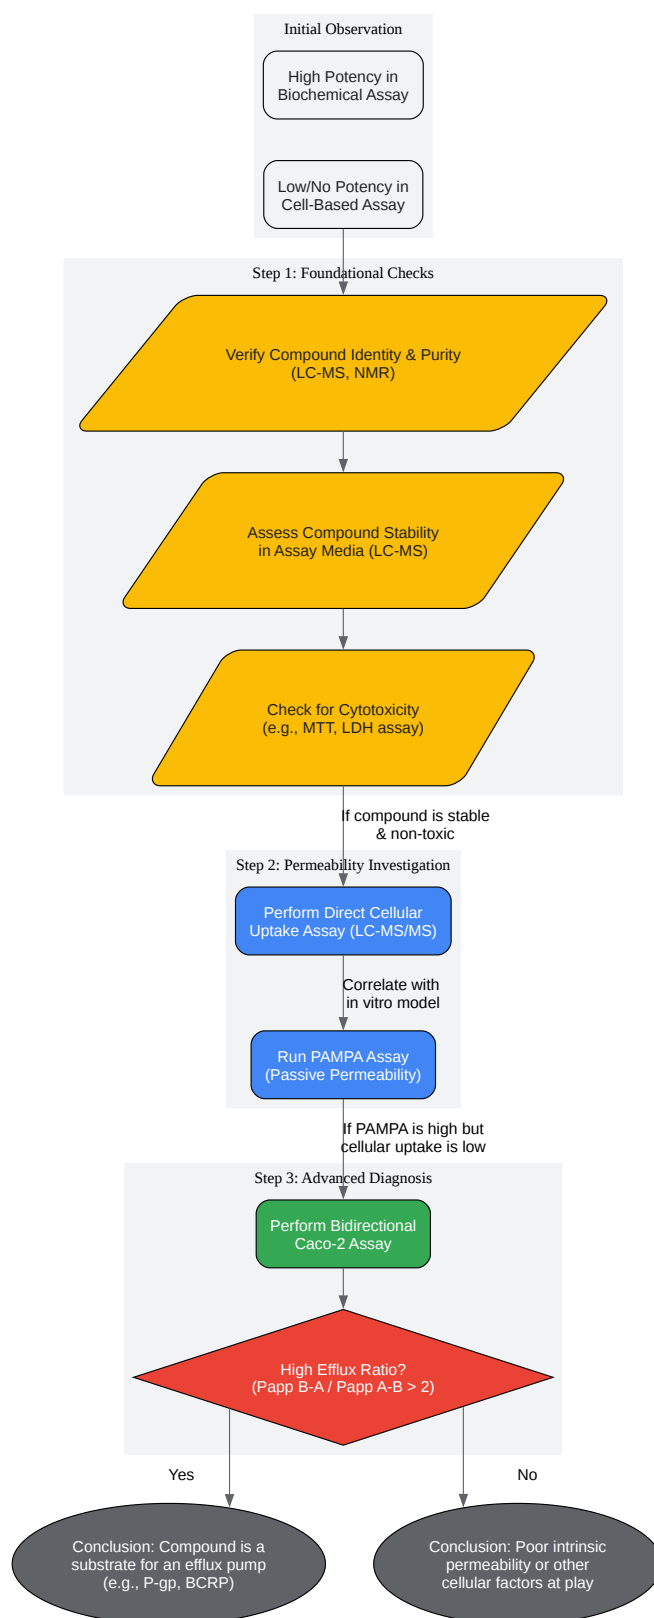 Initial Observation
High Potency in
Biochemical Assay
Low/No Potency in
Cell-Based Assay
Step 1: Foundational Checks
Verify Compound Identity & Purity
(LC-MS, NMR)
Assess Compound Stability
in Assay Media (LC-MS)
Check for Cytotoxicity
(e.g., MTT, LDH assay)
If compound is stable
& non-toxic
Step 2: Permeability Investigation
Perform Direct Cellular
Uptake Assay (LC-MS/MS)
Correlate with
in vitro model
Run PAMPA Assay
(Passive Permeability)
If PAMPA is high but
cellular uptake is low
Step 3: Advanced Diagnosis
Perform Bidirectional
Caco-2 Assay
High Efflux Ratio?
(Papp B-A / Papp A-B > 2)
Yes
No
Conclusion: Compound is a
substrate for an efflux pump
(e.g., P-gp, BCRP)
Conclusion: Poor intrinsic
permeability or other
cellular factors at play